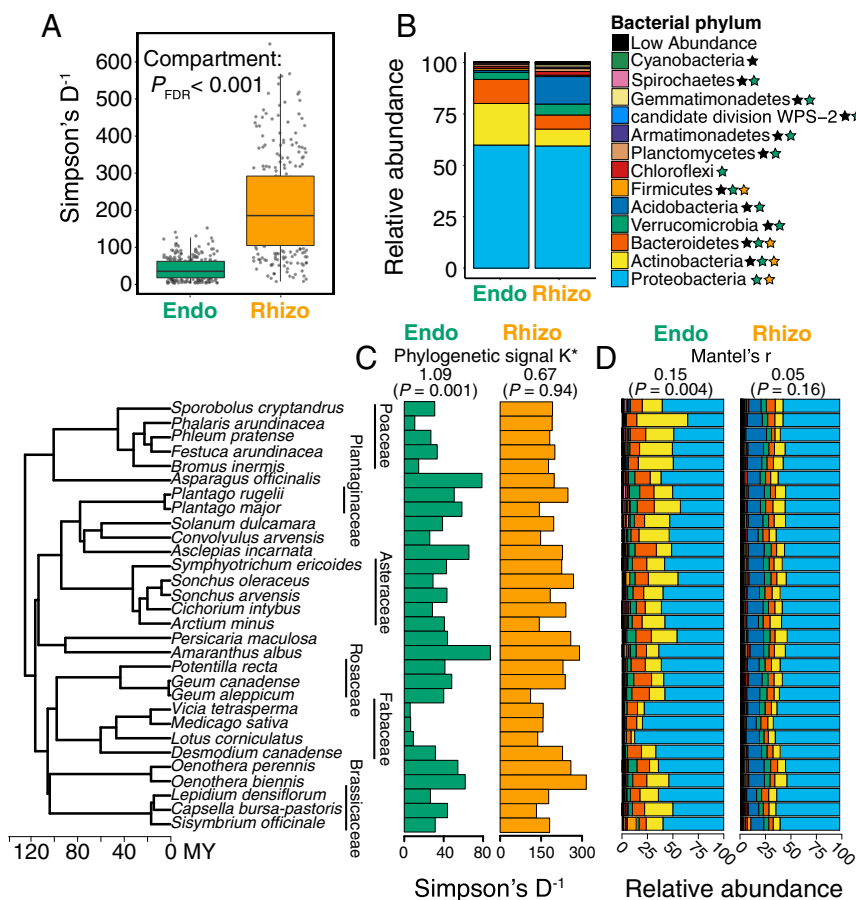 A
Simpson's D-1
600
500
400
300
200
100
0
Compartment:
PFDR< 0.001
Endo Rhizo
B
Relative abundance
100
75
50
25
0
Endo Rhizo
Bacterial phylum
Low Abundance
Cyanobacteria★
Spirochaetes★★
Gemmatimonadetes★★
candidate division WPS−2★★
Armatimonadetes★★
Planctomycetes★★
Chloroflexi★
Firmicutes★★★
Acidobacteria★★
Verrucomicrobia★★
Bacteroidetes★★★
Actinobacteria★★★
Proteobacteria★★
Endo Rhizo
C
Phylogenetic signal K*
1.09 0.67
(P = 0.001) (P = 0.94)
Endo Rhizo
D
Mantel's r
0.15 0.05
(P = 0.004) (P = 0.16)
Sporobolus cryptandrus
Phalaris arundinacea
Phleum pratense
Festuca arundinacea
Bromus inermis
Asparagus officinalis
Plantago rugelii
Plantago major
Solanum dulcamara
Convolvulus arvensis
Asclepias incarnata
Symphyotrichum ericoides
Sonchus oleraceus
Sonchus arvensis
Cichorium intybus
Arctium minus
Persicaria maculosa
Amaranthus albus
Potentilla recta
Geum canadense
Geum aleppicum
Vicia tetrasperma
Medicago sativa
Lotus corniculatus
Desmodium canadense
Oenothera perennis
Oenothera biennis
Lepidium densiflorum
Capsella bursa-pastoris
Sisymbrium officinale
Poaceae
Plantaginaceae
Asteraceae
Rosaceae
Fabaceae
Brassicaceae
120 80 40 0 MY
0 40 80
0 150 300
Simpson's D-1
0 25 50 75 100
0 25 50 75 100
Relative abundance